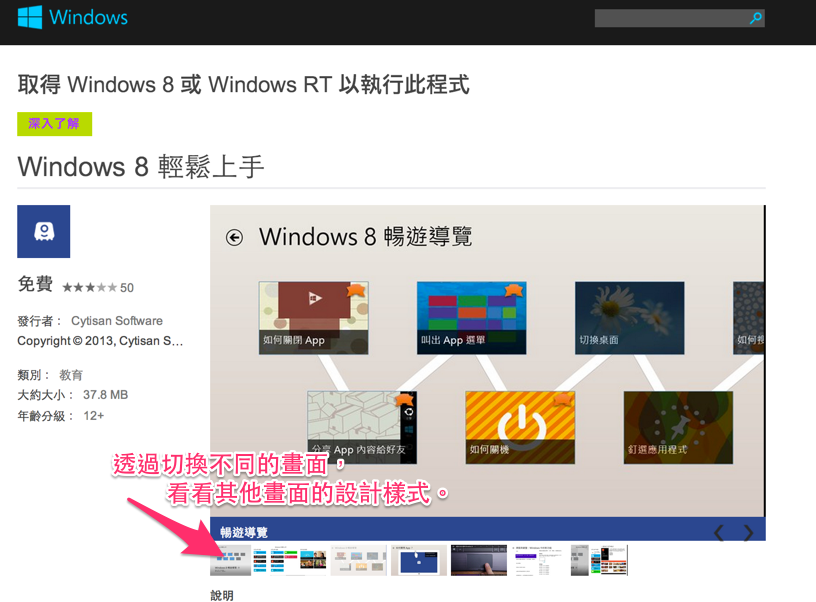 Windows
取得 Windows 8 或 Windows RT 以執行此程式
深入了解
Windows 8 輕鬆上手
免費 ★★★★★ 50
發行者： Cytisan Software
Copyright © 2013, Cytisan S...
類別： 教育
大約大小： 37.8 MB
年齡分級： 12+
Windows 8 暢遊導覽
如何關閉 App
叫出 App 選單
切換桌面
分享 App 內容給好友
如何關機
釘選應用程式
透過切換不同的畫面，
看看其他畫面的設計樣式。
暢遊導覽
說明